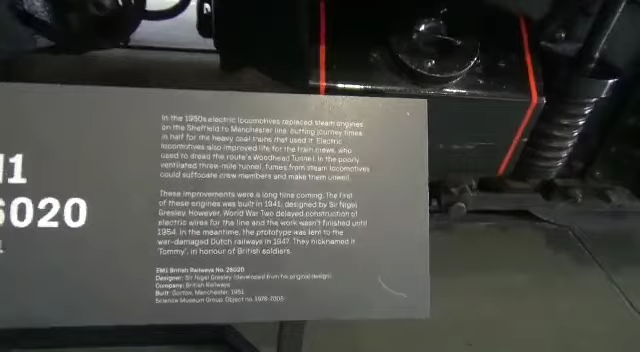 11
6020
In the 1950s electric locomotives replaced steam engines
on the Sheffield to Manchester line, cutting journey times
in half for the heavy coal trains that used it. Electric
locomotives also improved life for the train crews, who
used to dread the route's Woodhead Tunnel. In the poorly
ventilated three-mile tunnel, fumes from steam locomotives
could suffocate crew members and make them unwell.
These improvements were a long time coming. The first
of these engines was built in 1941, designed by Sir Nigel
Gresley. However, World War Two delayed construction of
electric wires for the line and the work wasn't finished until
1954. In the meantime, the prototype was lent to the
war-damaged Dutch railways in 1947. They nicknamed it
'Tommy', in honour of British soldiers.
EM1 British Railways No. 26020
Designer: Sir Nigel Gresley (developed from his original design)
Company: British Railways
Built: Gorton, Manchester, 1951
Science Museum Group. Object no. 1978-7003